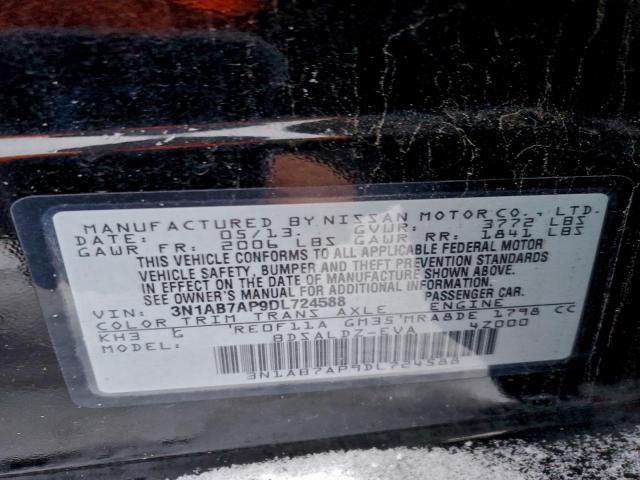 MANUFACTURED BY NISSAN MOTOR CO., LTD.
DATE: 05/13. GVWR: 3772 LBS
GAWR FR: 2006 LBS GAWR RR: 1841 LBS
THIS VEHICLE CONFORMS TO ALL APPLICABLE FEDERAL MOTOR
VEHICLE SAFETY, BUMPER AND THEFT PREVENTION STANDARDS
IN EFFECT ON THE DATE OF MANUFACTURE SHOWN ABOVE.
SEE OWNER'S MANUAL FOR ADDITIONAL INFORMATION
VIN: 3N1AB7AP9DL724588 PASSENGER CAR.
COLOR TRIM TRANS AXLE ENGINE
KH3 G RE0F11A GM35 MRA8DE 1798 CC
BDSALDZ-EVA 4Z000
3N1AB7AP9DL724588